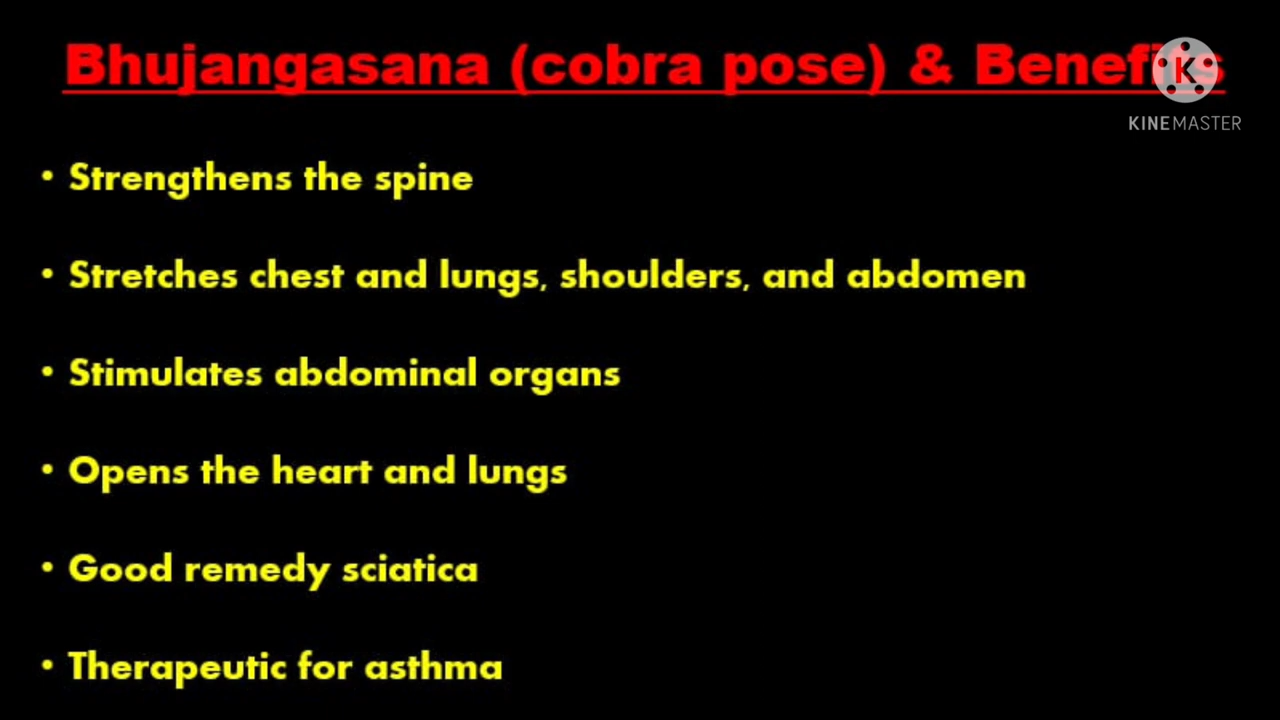 Bhujangasana (cobra pose) & Benefits
K
KINEMASTER
• Strengthens the spine
• Stretches chest and lungs, shoulders, and abdomen
• Stimulates abdominal organs
• Opens the heart and lungs
• Good remedy sciatica
• Therapeutic for asthma